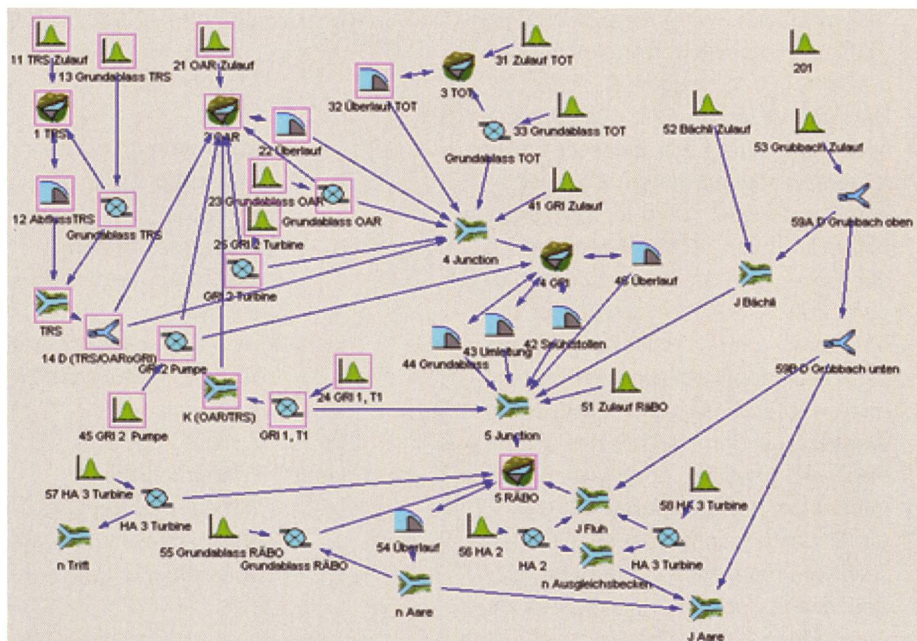 11 TRS Zulauf
13 Grundablass TRS
21 OAR Zulauf
31 Zulauf TOT
201
32 Überlauf TOT
3 TOT
1 TRS
2 OAR
22 Überlauf
33 Grundablass TOT
52 Bächli Zulauf
53 Grubbach Zulauf
Grundablass TOT
23 Grundablass OAR
12 AbflussTRS
Grundablass TRS
Grundablass OAR
41 GRI Zulauf
59A D Grubbach oben
25 GRI 2 Turbine
4 Junction
GRI 2 Turbine
4 GRI
46 Überlauf
J Bächli
TRS
14 D (TRS/OARoGRI)
GRI 2 Pumpe
44 Grundablass
43 Umleitung
42 Spühlstollen
59B D Grubbach unten
K (OAR/TRS)
24 GRI 1, T1
51 Zulauf RäBO
45 GRI 2 Pumpe
GRI 1, T1
5 Junction
57 HA 3 Turbine
5 RÄBO
58 HA 3 Turbine
HA 3 Turbine
J Fluh
55 Grundablass RÄBO
54 Überlauf
56 HA 2
n Trift
Grundablass RÄBO
HA 2
HA 3 Turbine
n Ausgleichsbecken
n Aare
J Aare